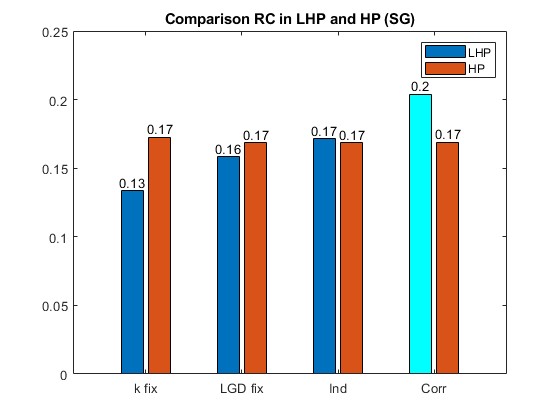 Comparison RC in LHP and HP (SG)
0.25
0.2
0.15
0.1
0.05
0
LHP
HP
0.13
0.17
0.16
0.17
0.17
0.17
0.2
0.17
k fix
LGD fix
Ind
Corr